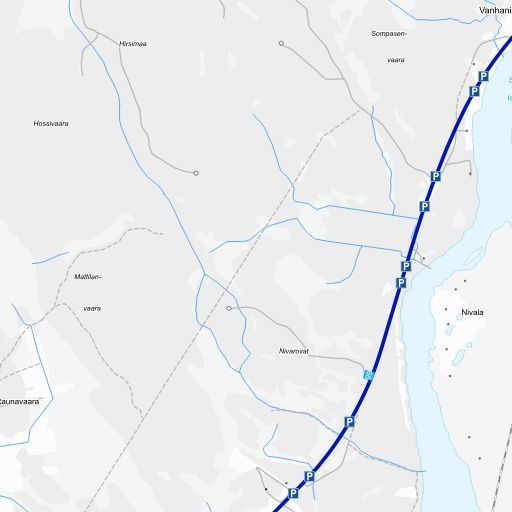 Vanhani
Sompasen-
vaara
Hirsimaa
P
P
Hossivaara
P
P
P
P
Mattilan-
vaara
Nivala
Nivarovat
Raunavaara
P
P
P